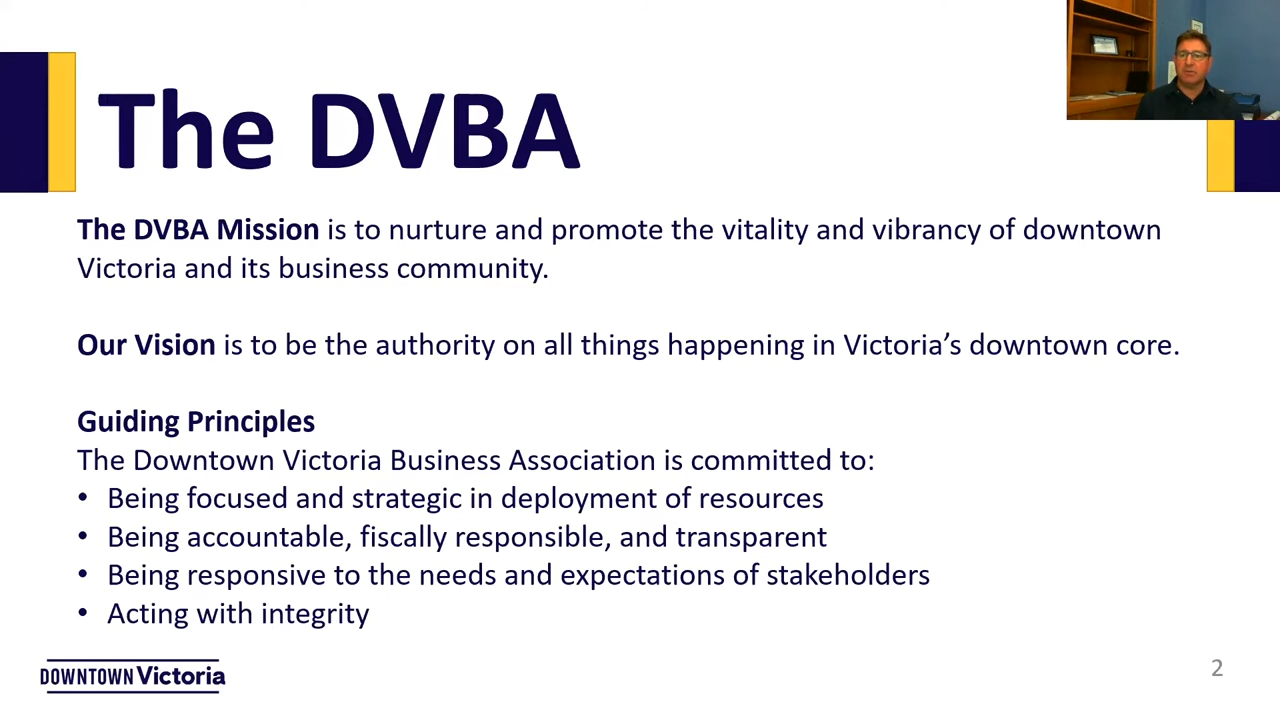 The DVBA
The DVBA Mission is to nurture and promote the vitality and vibrancy of downtown
Victoria and its business community.
Our Vision is to be the authority on all things happening in Victoria’s downtown core.
Guiding Principles
The Downtown Victoria Business Association is committed to:
• Being focused and strategic in deployment of resources
• Being accountable, fiscally responsible, and transparent
• Being responsive to the needs and expectations of stakeholders
• Acting with integrity
DOWNTOWN Victoria
2